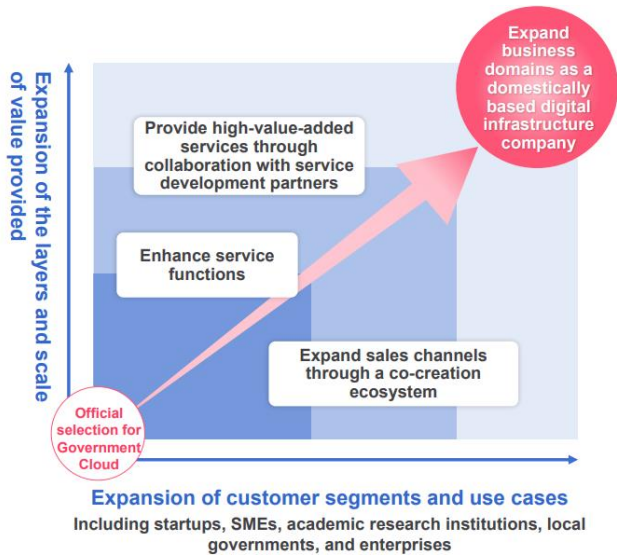 Expand
business
domains as a
domestically
based digital
infrastructure
company
Expansion of the layers and scale
of value provided
Provide high-value-added
services through
collaboration with service
development partners
Enhance service
functions
Expand sales channels
through a co-creation
ecosystem
Official
selection for
Government
Cloud
Expansion of customer segments and use cases
Including startups, SMEs, academic research institutions, local
governments, and enterprises